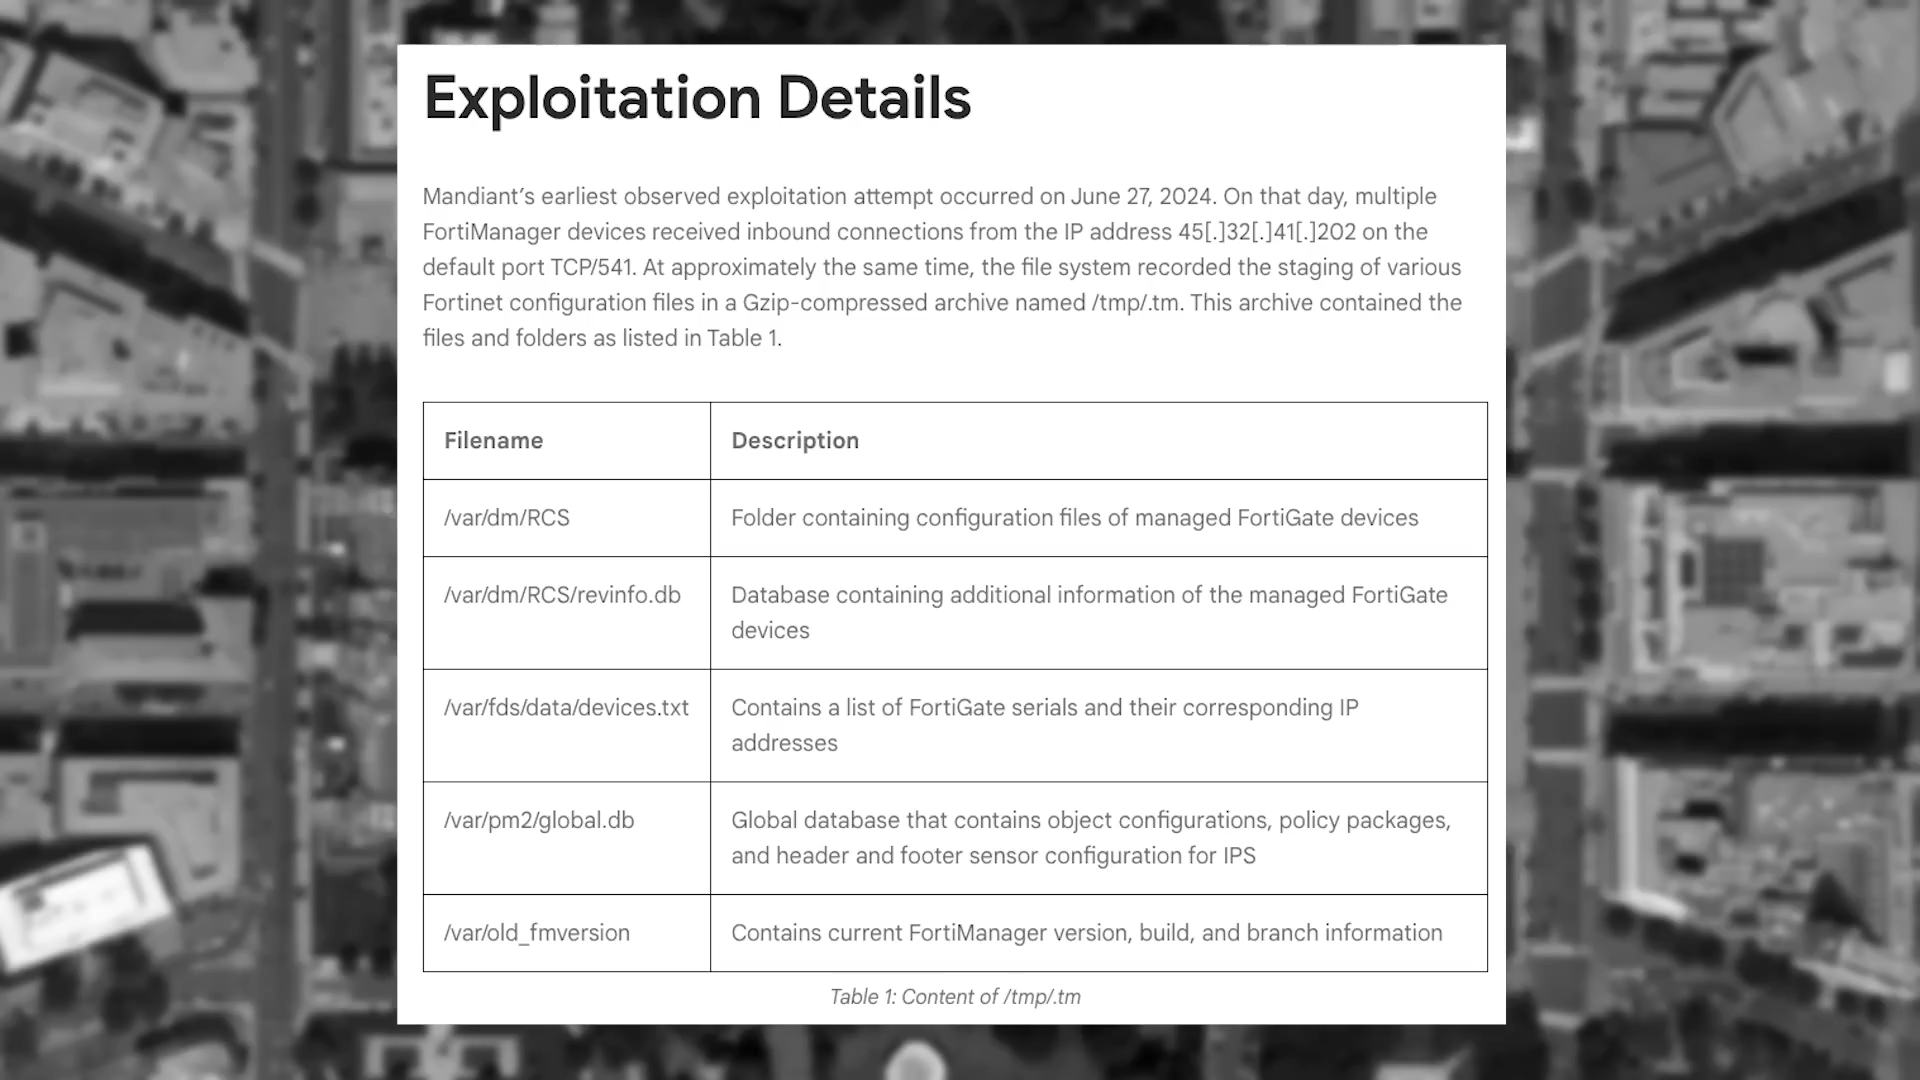 Exploitation Details
Mandiant’s earliest observed exploitation attempt occurred on June 27, 2024. On that day, multiple
FortiManager devices received inbound connections from the IP address 45[.]32[.]41[.]202 on the
default port TCP/541. At approximately the same time, the file system recorded the staging of various
Fortinet configuration files in a Gzip-compressed archive named /tmp/.tm. This archive contained the
files and folders as listed in Table 1.
Filename Description
/var/dm/RCS Folder containing configuration files of managed FortiGate devices
/var/dm/RCS/revinfo.db Database containing additional information of the managed FortiGate
devices
/var/fds/data/devices.txt Contains a list of FortiGate serials and their corresponding IP
addresses
/var/pm2/global.db Global database that contains object configurations, policy packages,
and header and footer sensor configuration for IPS
/var/old_fmversion Contains current FortiManager version, build, and branch information
Table 1: Content of /tmp/.tm